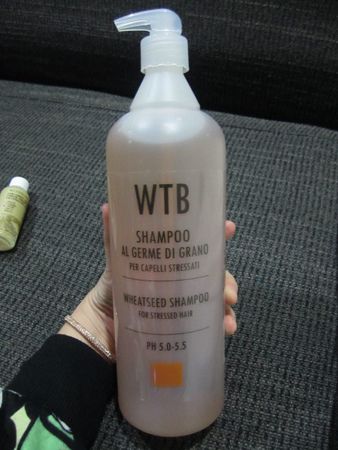 WTB
SHAMPOO
AL GERME DI GRANO
PER CAPELLI STRESSATI
WHEATSEED SHAMPOO
FOR STRESSED HAIR
PH 5.0-5.5